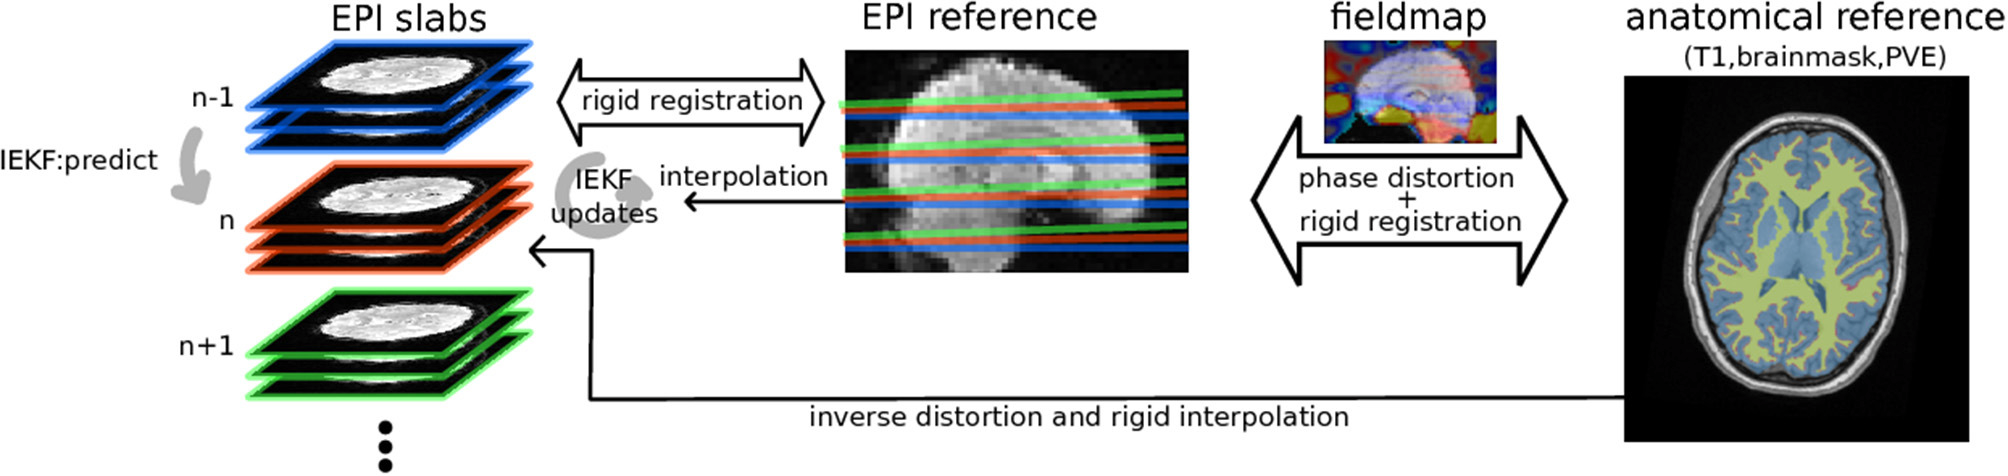 EPI slabs
EPI reference
fieldmap
anatomical reference
(T1,brainmask,PVE)
n-1
rigid registration
IEKF:predict
IEKF
updates
interpolation
phase distortion
+
rigid registration
n
n+1
inverse distortion and rigid interpolation